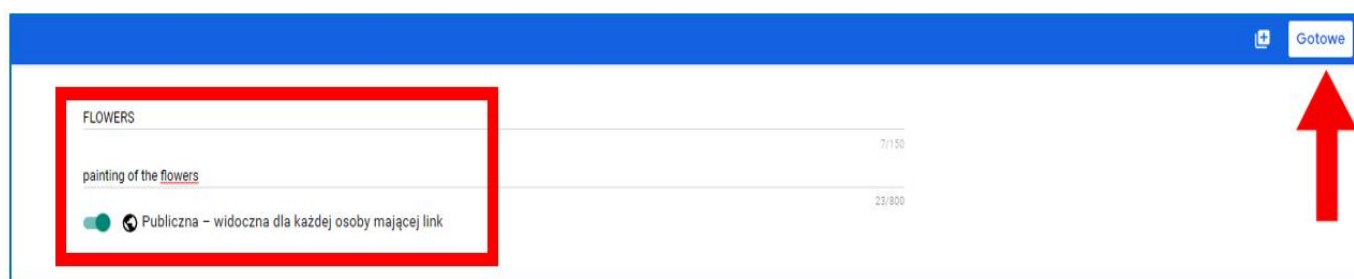 Gotowe
FLOWERS
7/150
painting of the flowers
23/800
Publiczna – widoczna dla każdej osoby mającej link